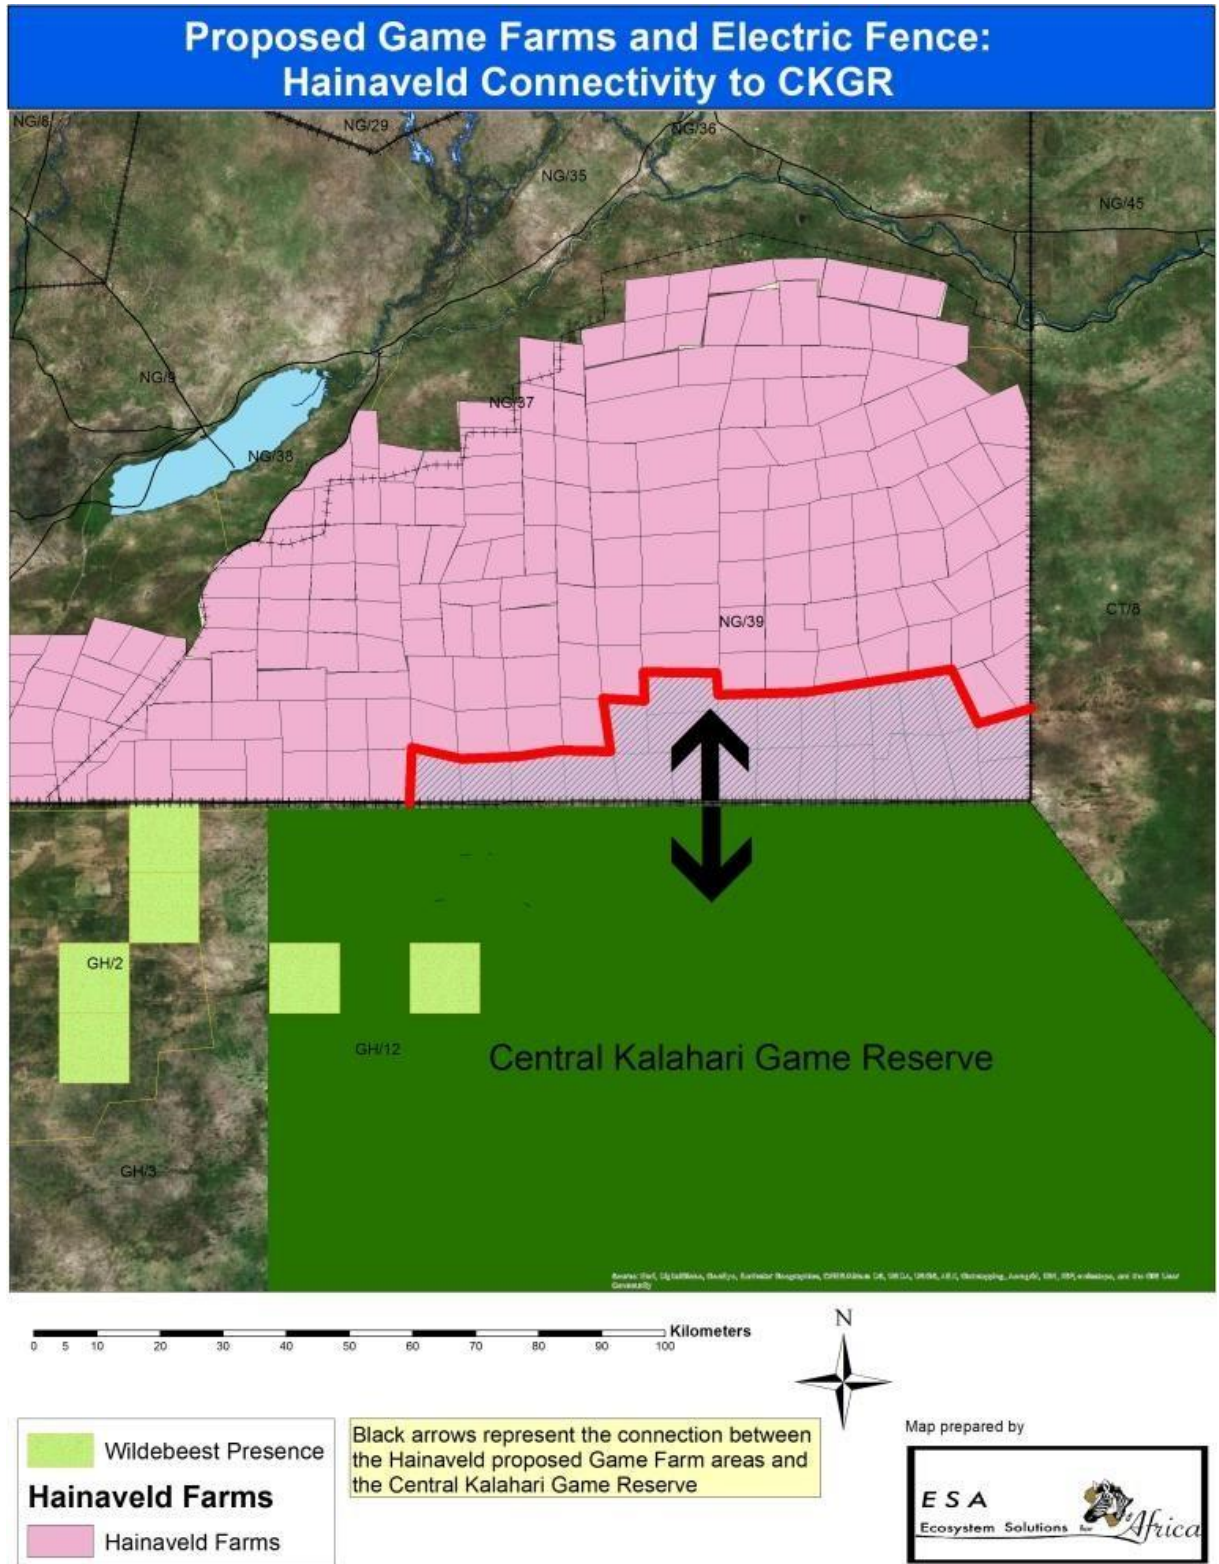 Proposed Game Farms and Electric Fence:
Hainaveld Connectivity to CKGR
NG/29
NG/36
NG/35
NG/45
NG/9
NG/37
NG/38
NG/39
CT/8
GH/2
GH/12
Central Kalahari Game Reserve
GH/3
Community
Kilometers
0 5 10 20 30 40 50 60 70 80 90 100
N
Wildebeest Presence
Hainaveld Farms
Hainaveld Farms
Black arrows represent the connection between
the Hainaveld proposed Game Farm areas and
the Central Kalahari Game Reserve
Map prepared by
ESA
Ecosystem Solutions for Africa